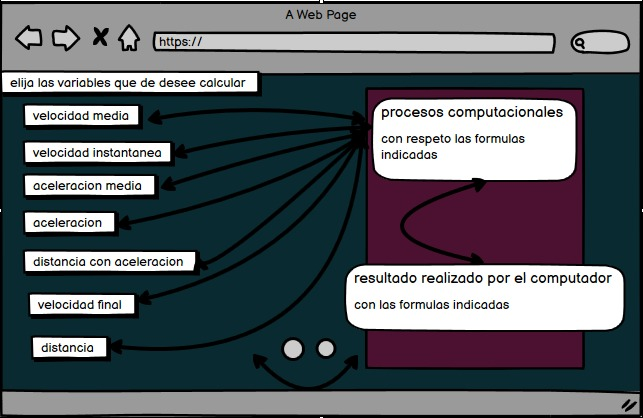 A Web Page
https://
elija las variables que de desee calcular
velocidad media
velocidad instantanea
aceleracion media
aceleracion
distancia con aceleracion
velocidad final
distancia
procesos computacionales
con respeto las formulas
indicadas
resultado realizado por el computador
con las formulas indicadas